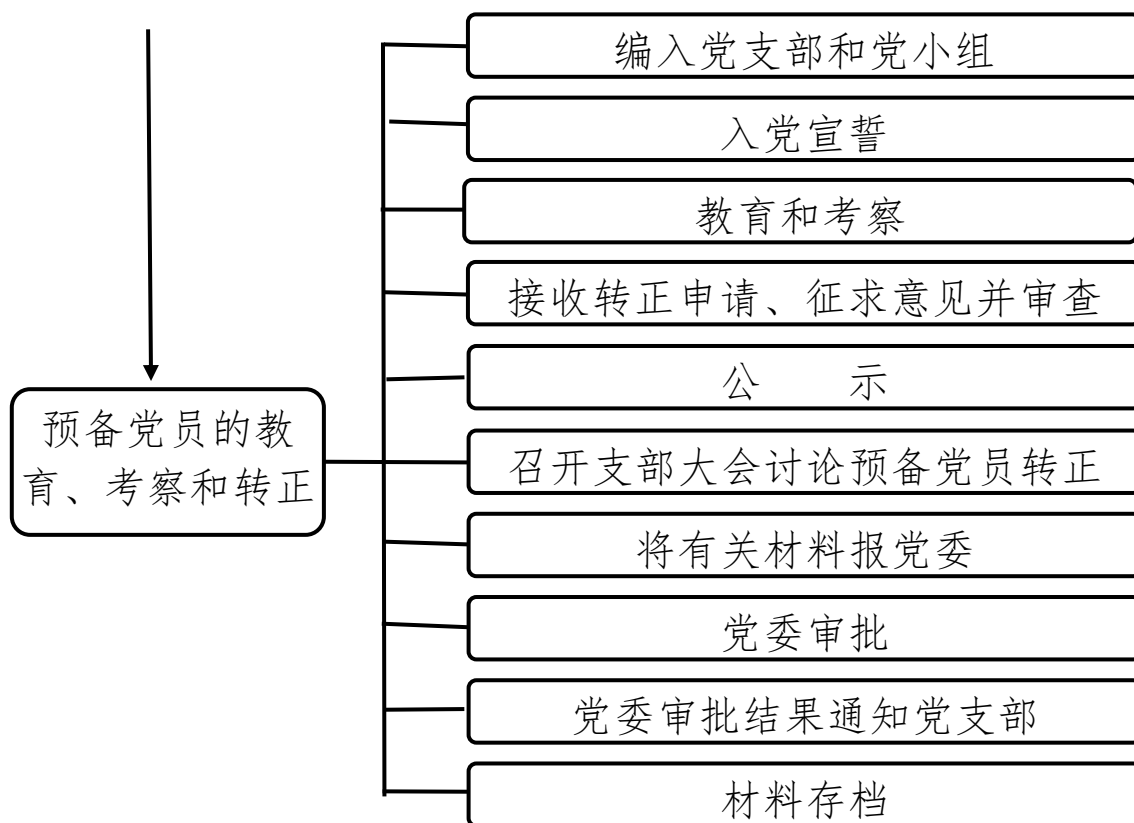 编入党支部和党小组
入党宣誓
教育和考察
接收转正申请、征求意见并审查
公 示
预备党员的教
育、考察和转正
召开支部大会讨论预备党员转正
将有关材料报党委
党委审批
党委审批结果通知党支部
材料存档